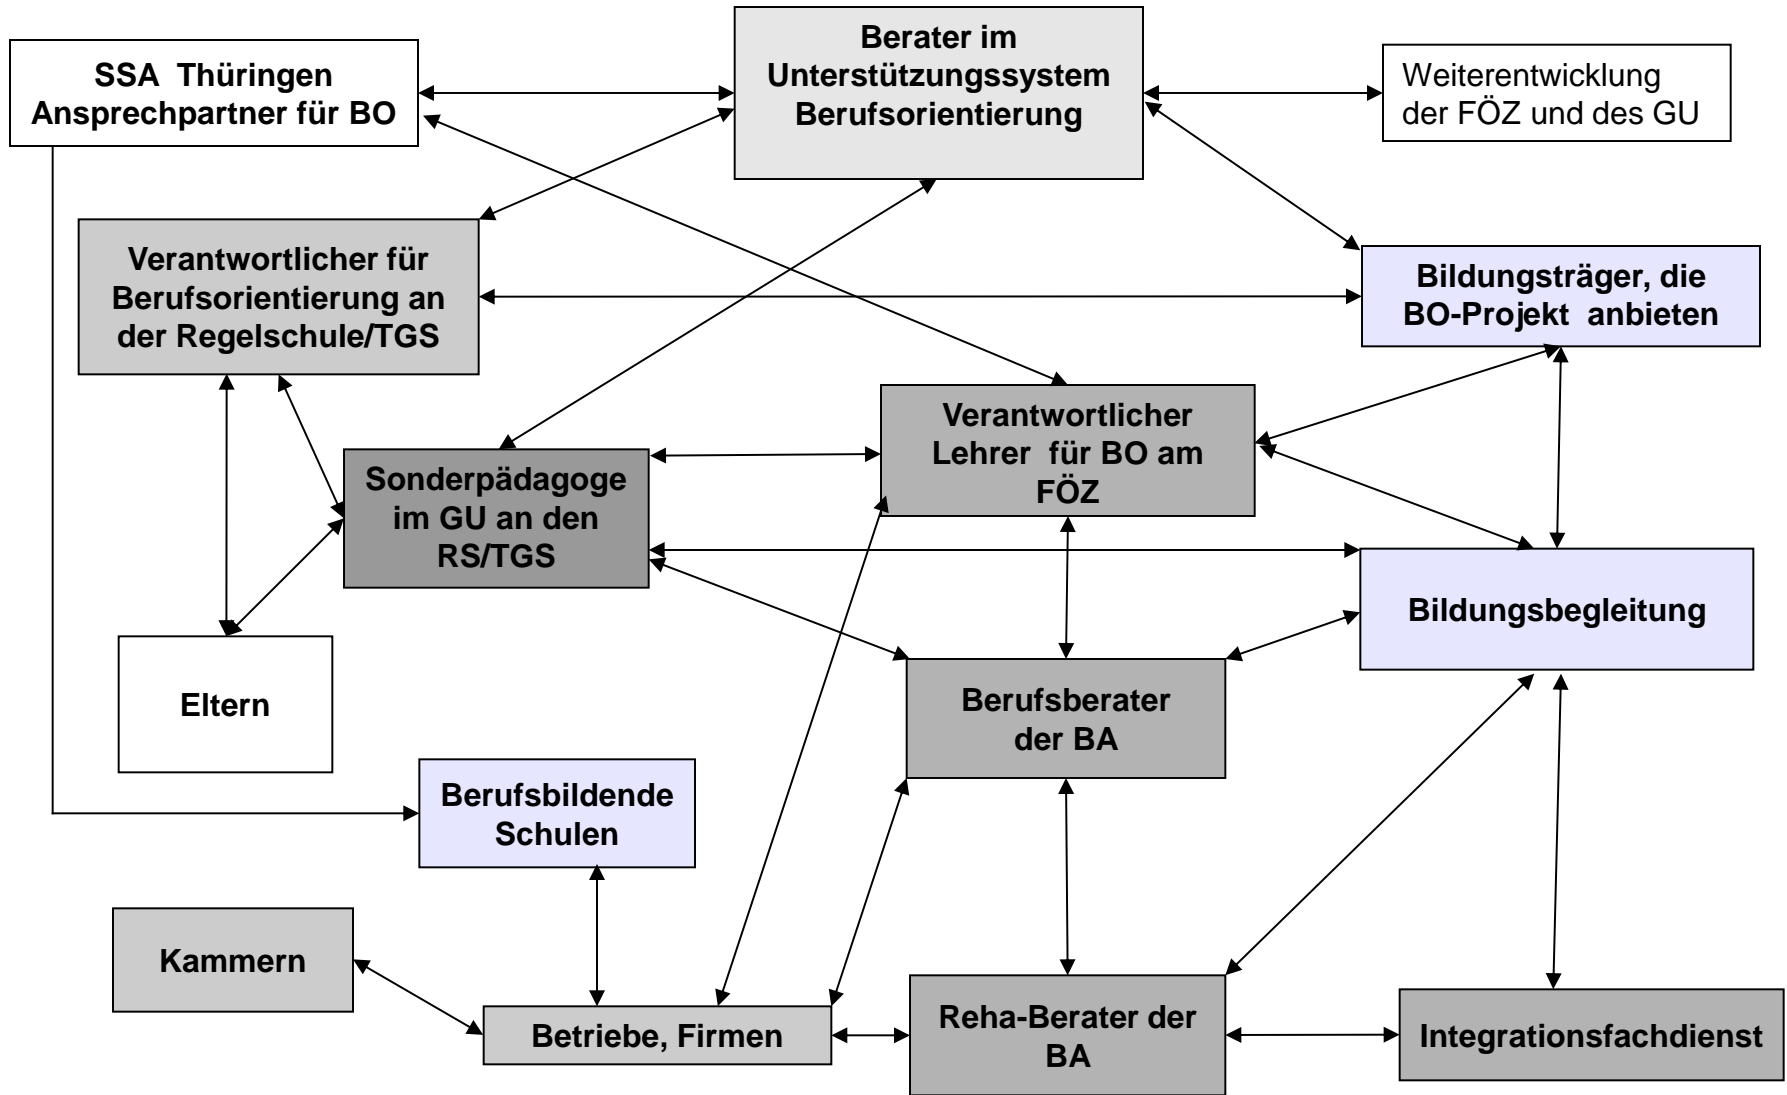 SSA Thüringen
Ansprechpartner für BO
Berater im
Unterstützungssystem
Berufsorientierung
Weiterentwicklung
der FÖZ und des GU
Verantwortlicher für
Berufsorientierung an
der Regelschule/TGS
Bildungsträger, die
BO-Projekt anbieten
Verantwortlicher
Lehrer für BO am
FÖZ
Sonderpädagoge
im GU an den
RS/TGS
Bildungsbegleitung
Eltern
Berufsberater
der BA
Berufsbildende
Schulen
Kammern
Betriebe, Firmen
Reha-Berater der
BA
Integrationsfachdienst